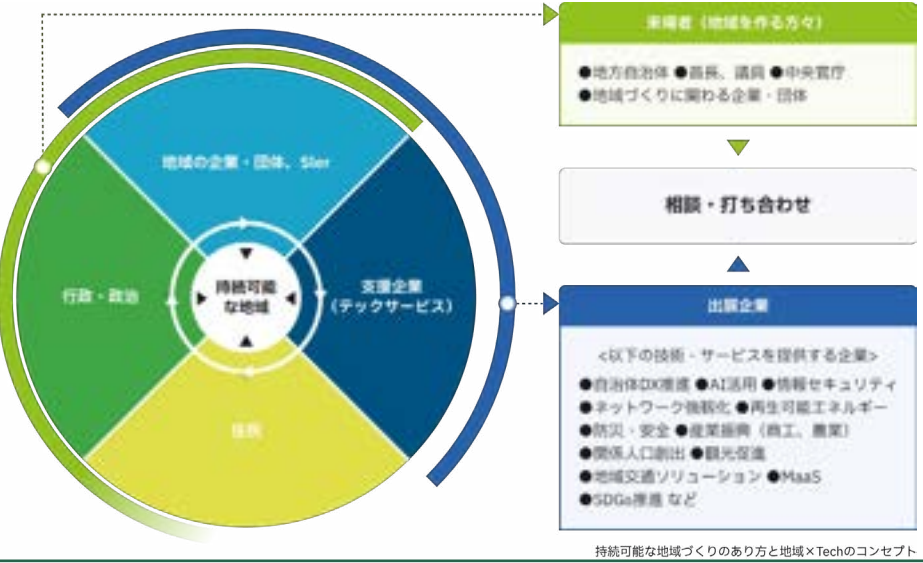 来場者（地域を作る方々）
●地方自治体 ●首長、議員 ●中央官庁
●地域づくりに関わる企業・団体
地域の企業・団体、SIer
相談・打ち合わせ
行政・政治
持続可能
な地域
支援企業
（テックサービス）
住民
出展企業
<以下の技術・サービスを提供する企業>
●自治体DX推進 ●AI活用 ●情報セキュリティ
●ネットワーク強靱化 ●再生可能エネルギー
●防災・安全 ●産業振興（商工、農業）
●関係人口創出 ●観光促進
●地域交通ソリューション ●MaaS
●SDGs推進 など
持続可能な地域づくりのあり方と地域×Techのコンセプト